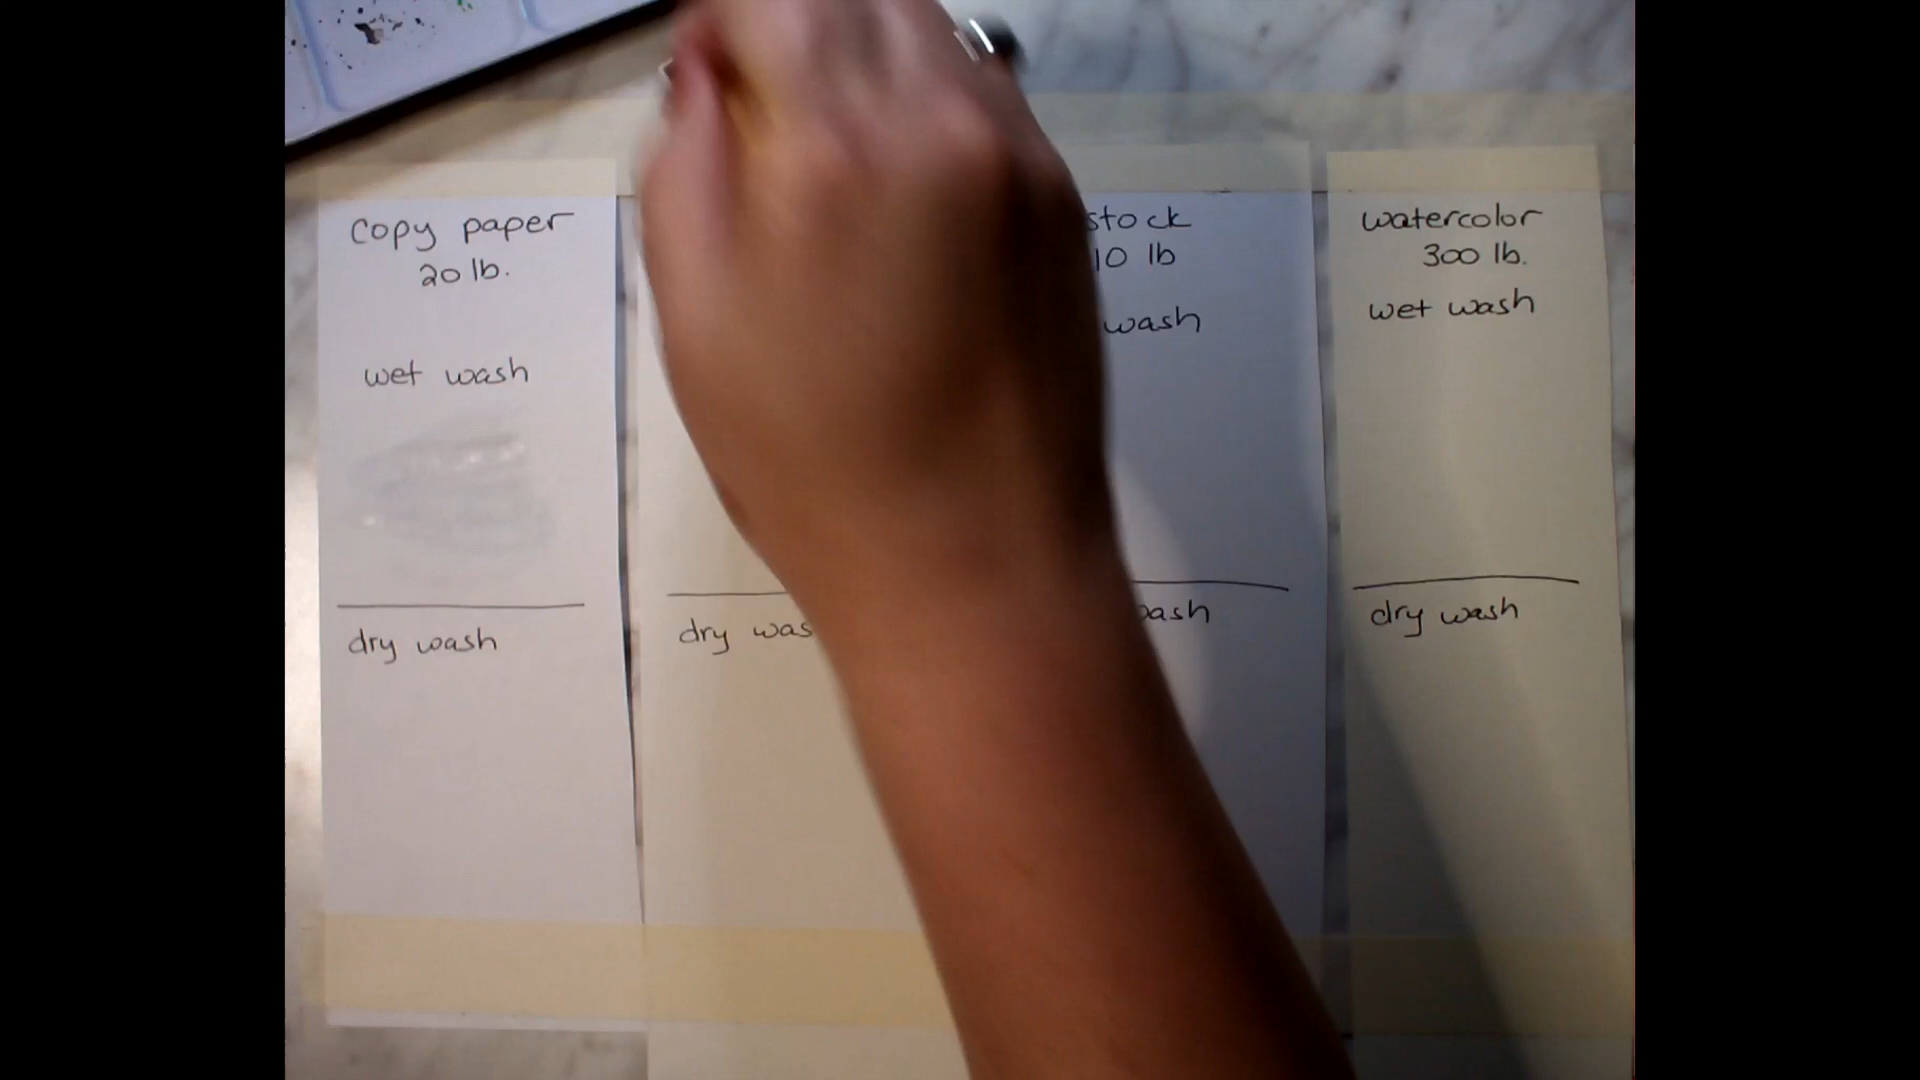 copy paper
20 lb.
wet wash
dry wash
dry was
stock
10 lb
wash
ash
watercolor
300 lb.
wet wash
dry wash